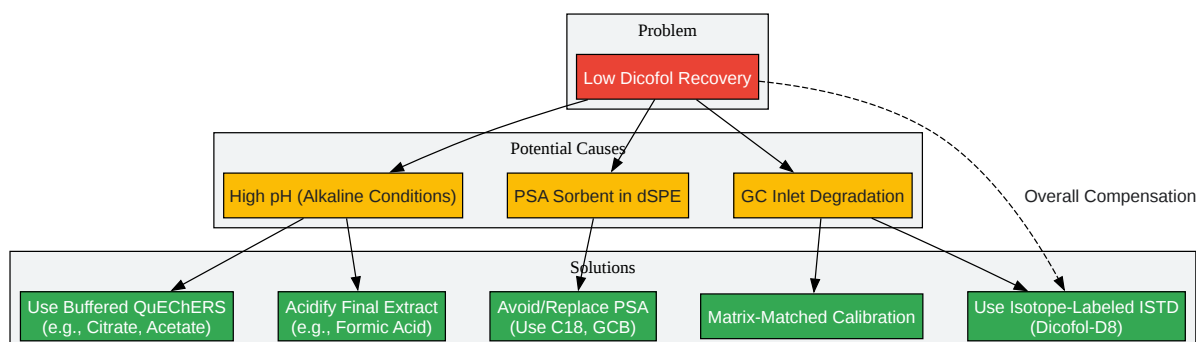 Problem
Low Dicofol Recovery
Potential Causes
High pH (Alkaline Conditions)
PSA Sorbent in dSPE
GC Inlet Degradation
Overall Compensation
Solutions
Use Buffered QuEChERS
(e.g., Citrate, Acetate)
Acidify Final Extract
(e.g., Formic Acid)
Avoid/Replace PSA
(Use C18, GCB)
Matrix-Matched Calibration
Use Isotope-Labeled ISTD
(Dicofol-D8)